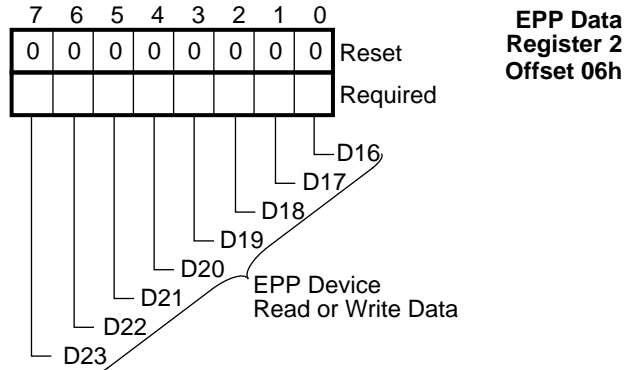 7 6 5 4 3 2 1 0
EPP Data
Register 2
Offset 06h
0 0 0 0 0 0 0 0 Reset
Required
D16
D17
D18
D19
D20
D21
D22
D23
EPP Device
Read or Write Data